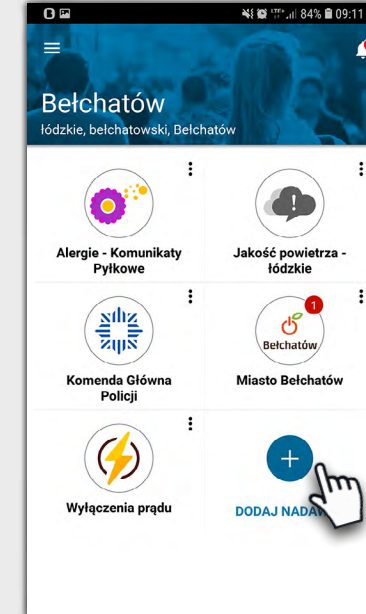 84% 09:11
Bełchatów
łódzkie, bełchatowski, Bełchatów
Alergie - Komunikaty
Pyłkowe
Jakość powietrza -
łódzkie
Komenda Główna
Policji
1
Bełchatów
Miasto Bełchatów
Wyłączenia prądu
DODAJ